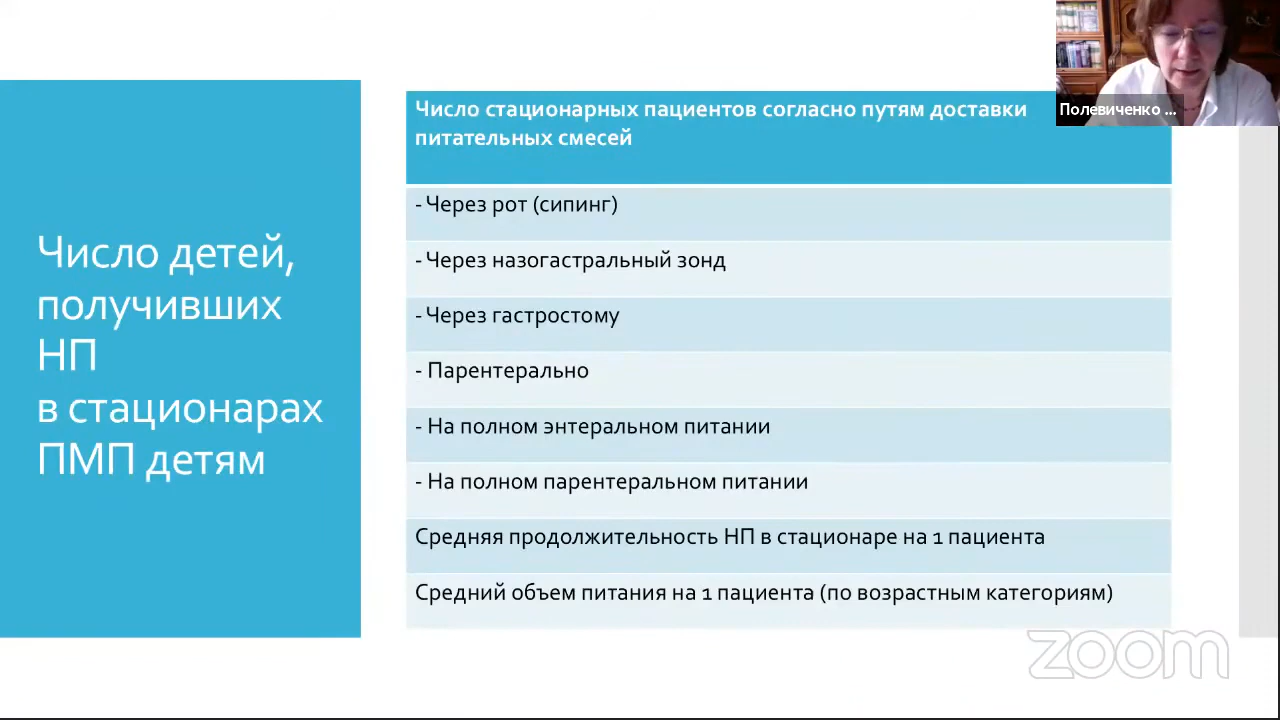 Число детей,
получивших
НП
в стационарах
ПМП детям
Число стационарных пациентов согласно путям доставки
питательных смесей
- Через рот (сипинг)
- Через назогастральный зонд
- Через гастростому
- Парентерально
- На полном энтеральном питании
- На полном парентеральном питании
Средняя продолжительность НП в стационаре на 1 пациента
Средний объем питания на 1 пациента (по возрастным категориям)
Полевиченко ...
zoom